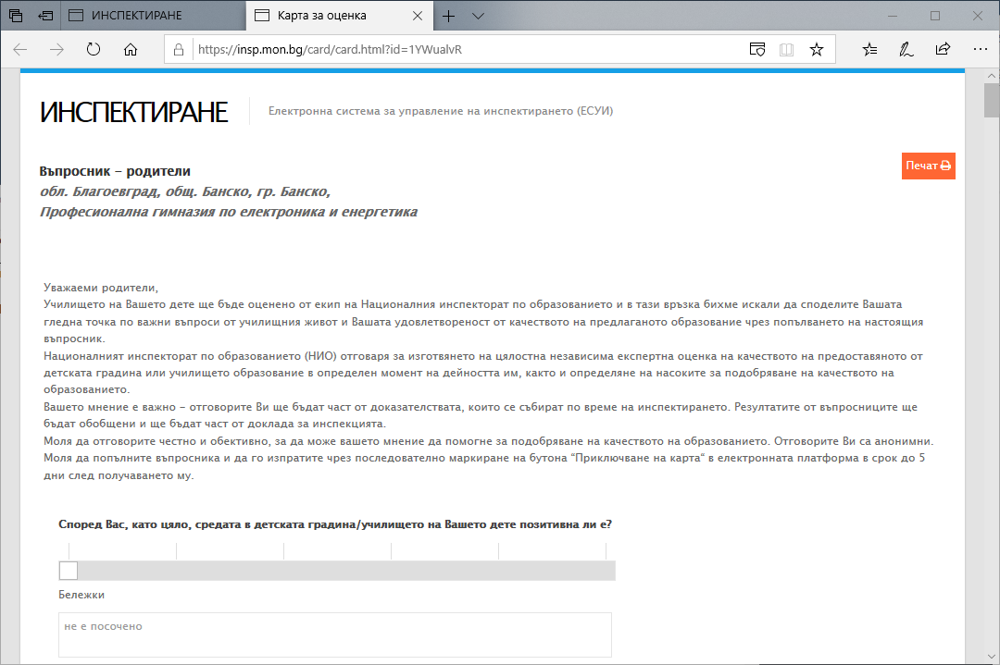 ИНСПЕКТИРАНЕ
Карта за оценка
https://insp.mon.bg/card/card.html?id=1YWualvR
ИНСПЕКТИРАНЕ
Електронна система за управление на инспектирането (ЕСУИ)
Печат
Въпросник – родители
обл. Благоевград, общ. Банско, гр. Банско,
Професионална гимназия по електроника и енергетика
Уважаеми родители,
Училището на Вашето дете ще бъде оценено от екип на Националния инспекторат по образованието и в тази връзка бихме искали да споделите Вашата
гледна точка по важни въпроси от училищния живот и Вашата удовлетвореност от качеството на предлаганото образование чрез попълването на настоящия
въпросник.
Националният инспекторат по образованието (НИО) отговаря за изготвянето на цялостна независима експертна оценка на качеството на предоставяното от
детската градина или училището образование в определен момент на дейността им, както и определяне на насоките за подобряване на качеството на
образованието.
Вашето мнение е важно – отговорите Ви ще бъдат част от доказателствата, които се събират по време на инспектирането. Резултатите от въпросниците ще
бъдат обобщени и ще бъдат част от доклада за инспекцията.
Моля да отговорите честно и обективно, за да може вашето мнение да помогне за подобряване на качеството на образованието. Отговорите Ви са анонимни.
Моля да попълните въпросника и да го изпратите чрез последователно маркиране на бутона “Приключване на карта“ в електронната платформа в срок до 5
дни след получаването му.
Според Вас, като цяло, средата в детската градина/училището на Вашето дете позитивна ли е?
Бележки
не е посочено